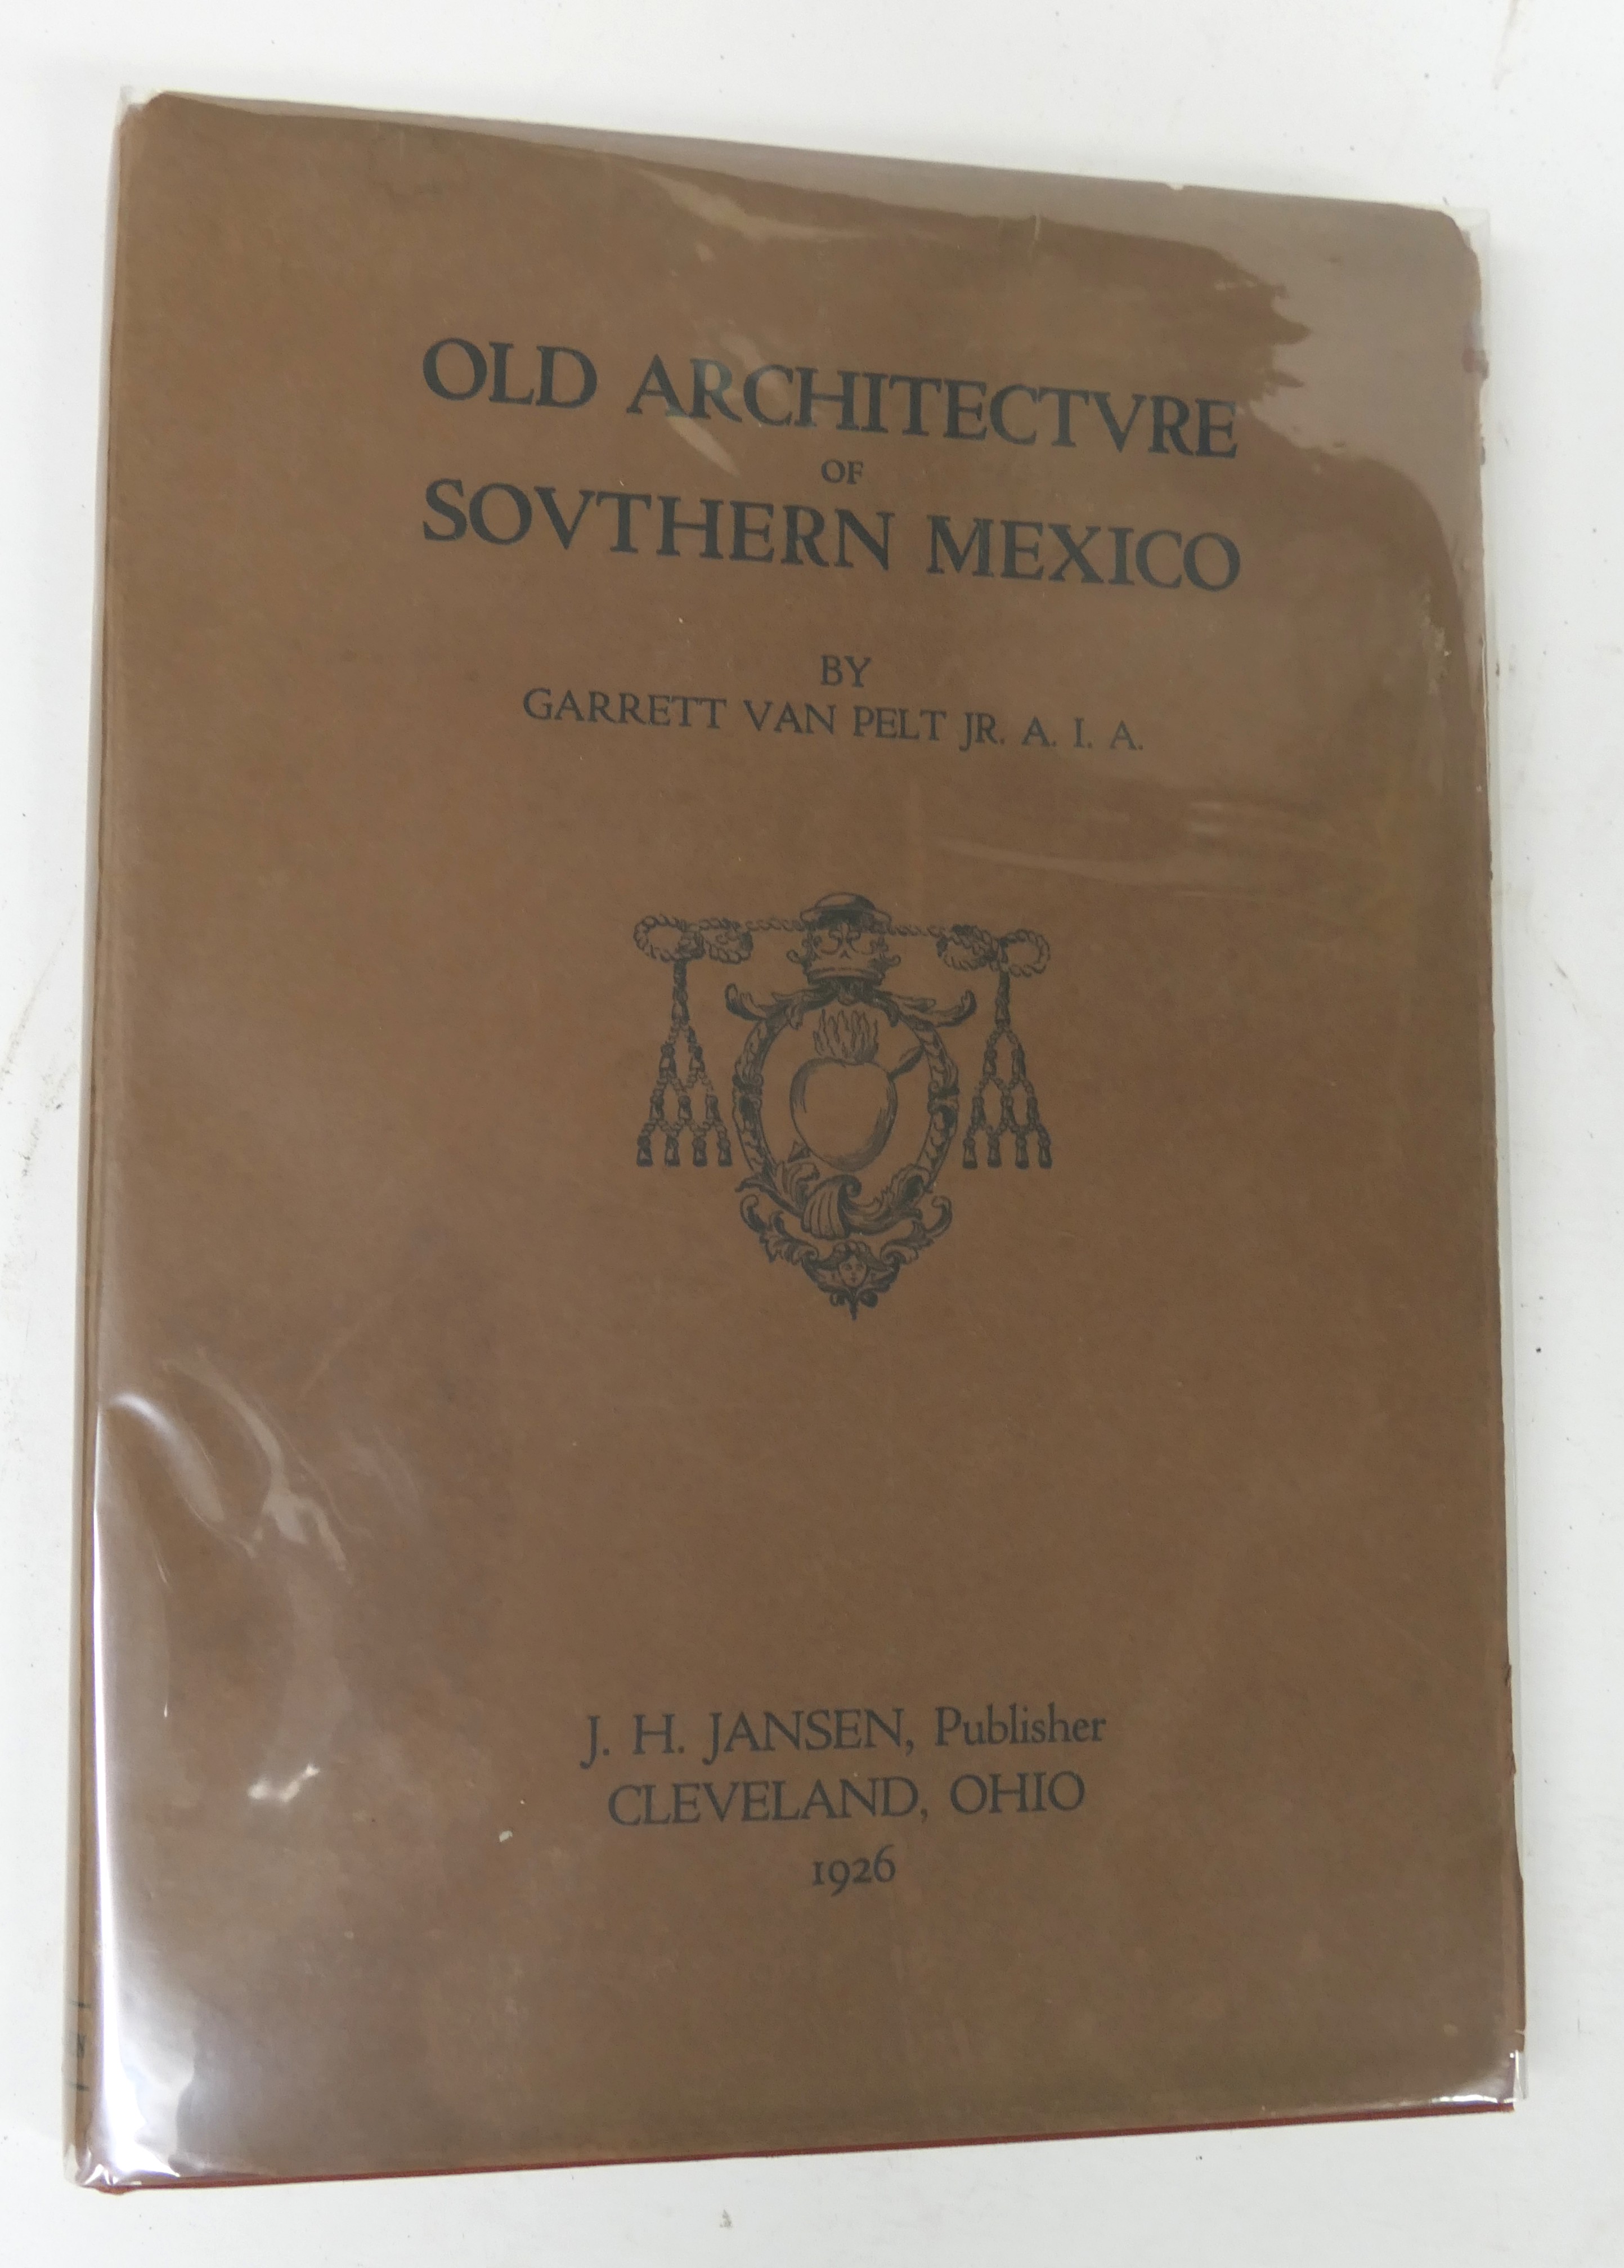 OLD ARCHITECTVRE
OF
SOVTHERN MEXICO
BY
GARRETT VAN PELT JR. A. I. A.
J. H. JANSEN, Publisher
CLEVELAND, OHIO
1926